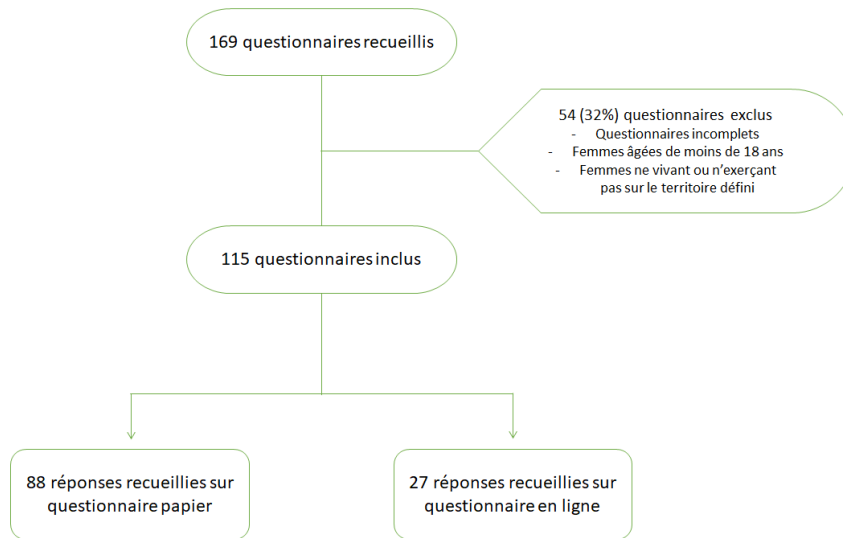 169 questionnaires recueillis
54 (32%) questionnaires exclus
- Questionnaires incomplets
- Femmes âgées de moins de 18 ans
- Femmes ne vivant ou n’exerçant
pas sur le territoire défini
115 questionnaires inclus
88 réponses recueillies sur
questionnaire papier
27 réponses recueillies sur
questionnaire en ligne